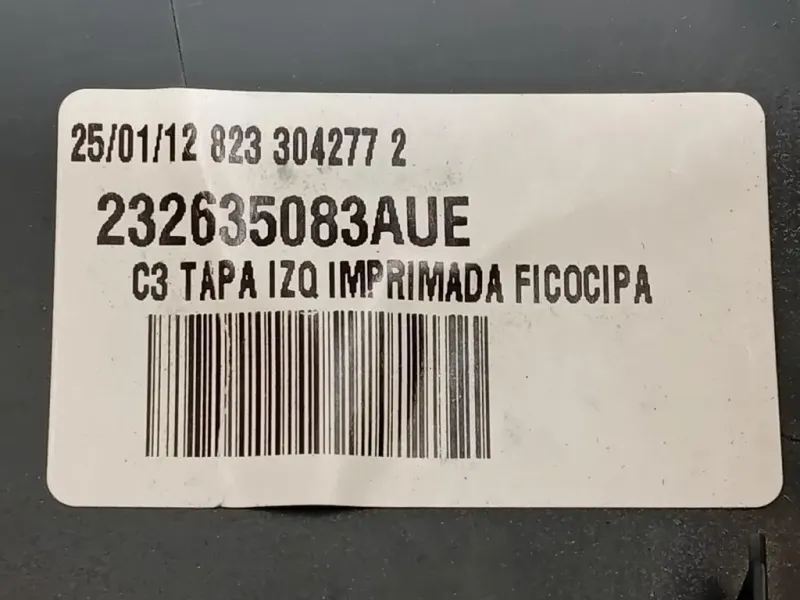 25/01/12 823 304277 2
232635083AUE
C3 TAPA IZQ IMPRIMADA FICOCIPA